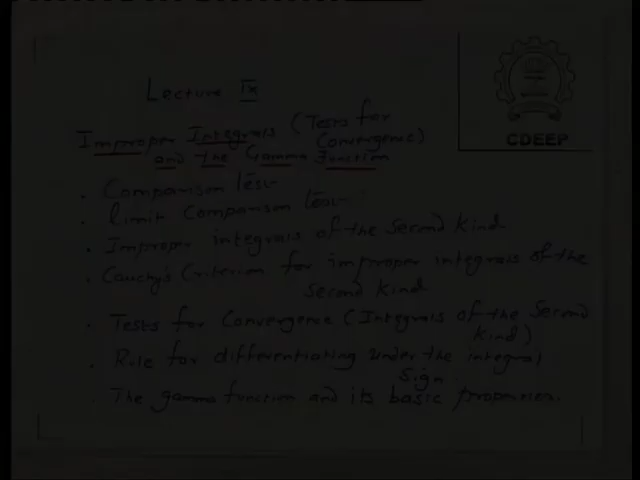 Lecture IX
CDEEP
Improper Integrals (Tests for
Convergence)
and the Gamma Function
. Comparison Test
. limit Comparison Test
. Improper integrals of the second kind
. Cauchy's Criterion for improper integrals of the
second kind
. Tests for Convergence (Integrals of the second
kind)
. Rule for differentiating under the integral
sign
. The gamma function and its basic properties.